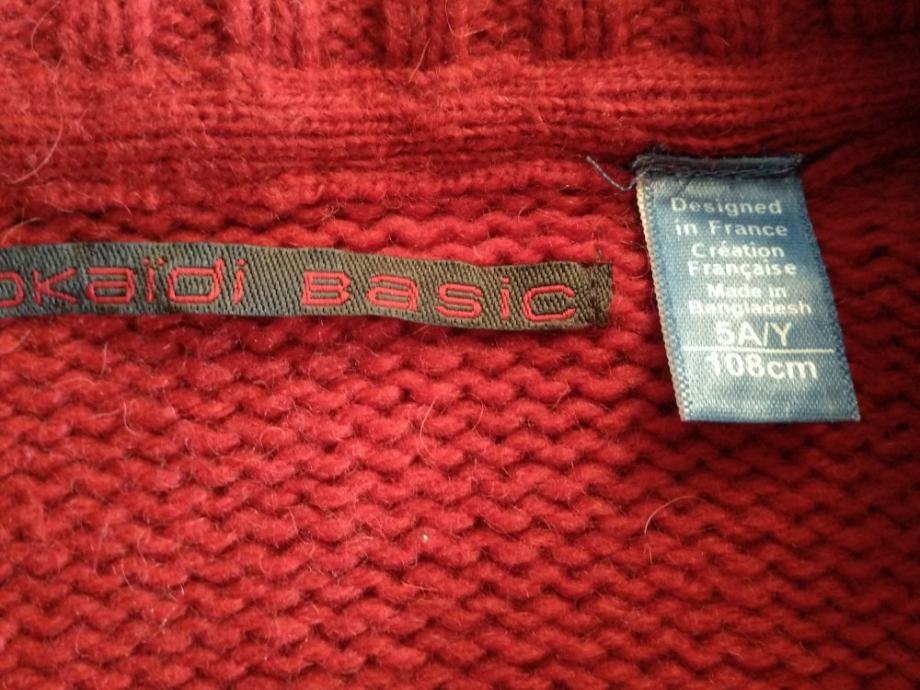 okaïdi Basic
Designed
in France
Création
Française
Made in
Bangladesh
5A/Y
108cm